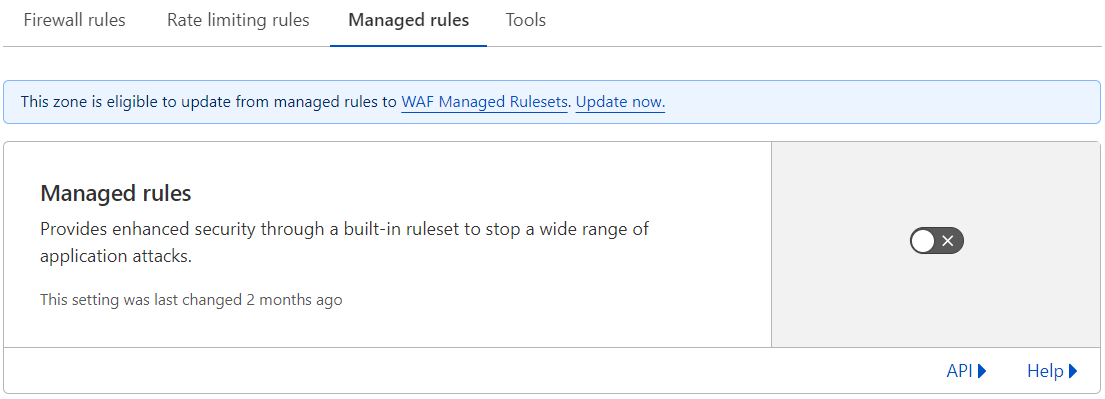 Firewall rules Rate limiting rules Managed rules Tools
This zone is eligible to update from managed rules to WAF Managed Rulesets. Update now.
Managed rules
Provides enhanced security through a built-in ruleset to stop a wide range of
application attacks.
This setting was last changed 2 months ago
API Help